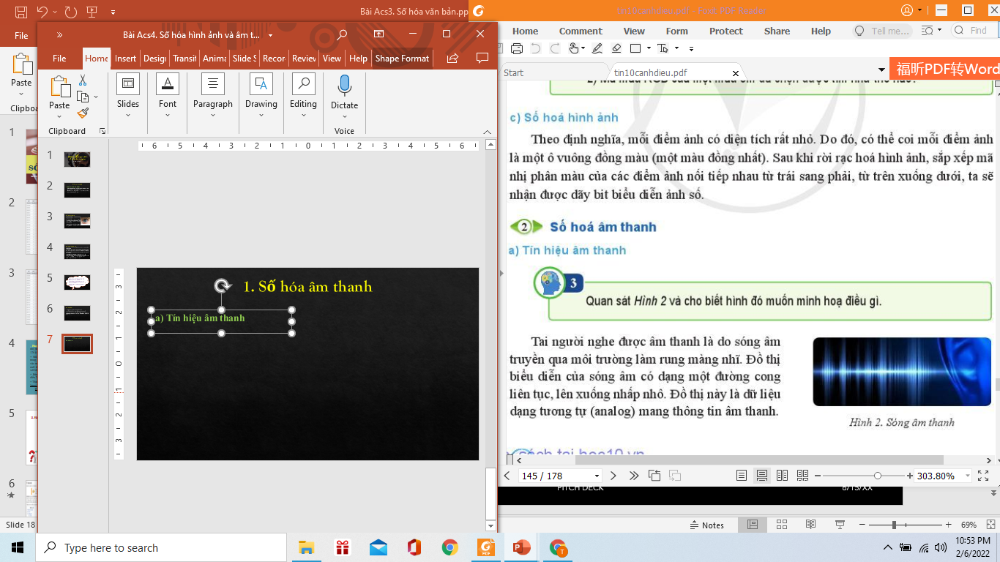 Bài Acs3. Số hóa văn bản.pp
tin10canhdieu.pdf - Foxit PDF Reader
File
Bài Acs4. Số hóa hình ảnh và âm t...
File Home Insert Desig Transit Anima Slide S Recor Review View Help Shape Format
Home Comment View Form Protect Share Help Tell me... Find
Paste
Clipboa
Paste
Slides Font Paragraph Drawing Editing Dictate
Clipboard Voice
Start tin10canhdieu.pdf
福昕PDF转Word
6 5 4 3 2 1 0 1 2 3 4 5 6
1
2
3
4
5
6
7
1
2
3
4
5
6
3
2
1
0
1
2
3
1. Số hóa âm thanh
a) Tín hiệu âm thanh
c) Số hoá hình ảnh
Theo định nghĩa, mỗi điểm ảnh có diện tích rất nhỏ. Do đó, có thể coi mỗi điểm ảnh
là một ô vuông đồng màu (một màu đồng nhất). Sau khi rời rạc hoá hình ảnh, sắp xếp mã
nhị phân màu của các điểm ảnh nối tiếp nhau từ trái sang phải, từ trên xuống dưới, ta sẽ
nhận được dãy bit biểu diễn ảnh số.
2 Số hoá âm thanh
a) Tín hiệu âm thanh
3
Quan sát Hình 2 và cho biết hình đó muốn minh hoạ điều gì.
Tai người nghe được âm thanh là do sóng âm
truyền qua môi trường làm rung màng nhĩ. Đồ thị
biểu diễn của sóng âm có dạng một đường cong
liên tục, lên xuống nhấp nhô. Đồ thị này là dữ liệu
dạng tương tự (analog) mang thông tin âm thanh.
Hình 2. Sóng âm thanh
145 / 178
303.80%
PITCH DECK 8/15/XX
Slide 18
Notes
69%
Type here to search
10:53 PM
2/6/2022